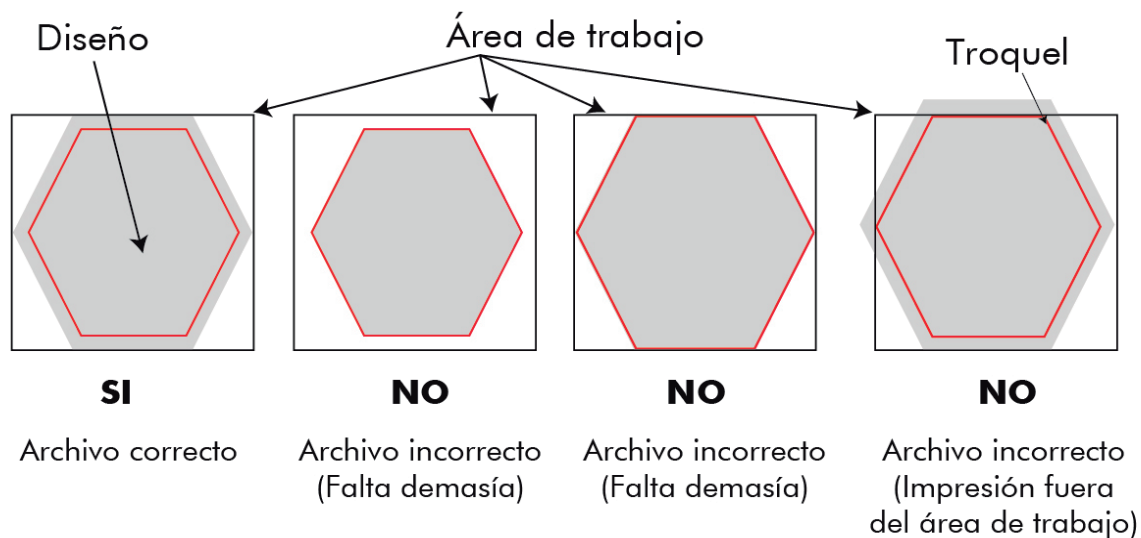 Diseño
Área de trabajo
Troquel
SI
NO
NO
NO
Archivo correcto
Archivo incorrecto
(Falta demasía)
Archivo incorrecto
(Falta demasía)
Archivo incorrecto
(Impresión fuera
del área de trabajo)